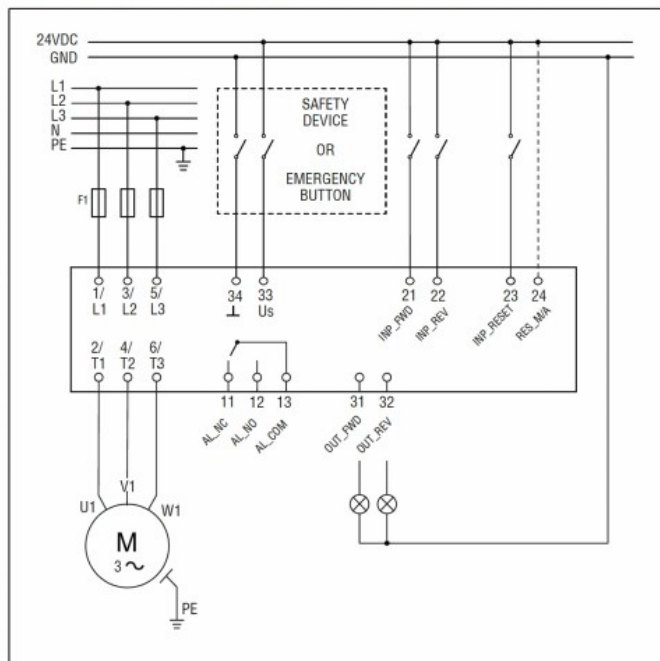 24VDC
GND
L1
L2
L3
N
PE
SAFETY
DEVICE
OR
EMERGENCY
BUTTON
F1
1/
L1
3/
L2
5/
L3
34
33
Us
21
INP_FWD
22
INP_REV
23
INP_RESET
24
RES_M/A
2/
T1
4/
T2
6/
T3
11
AL_NC
12
AL_NO
13
AL_COM
31
OUT_FWD
32
OUT_REV
U1
V1
W1
M
3
PE